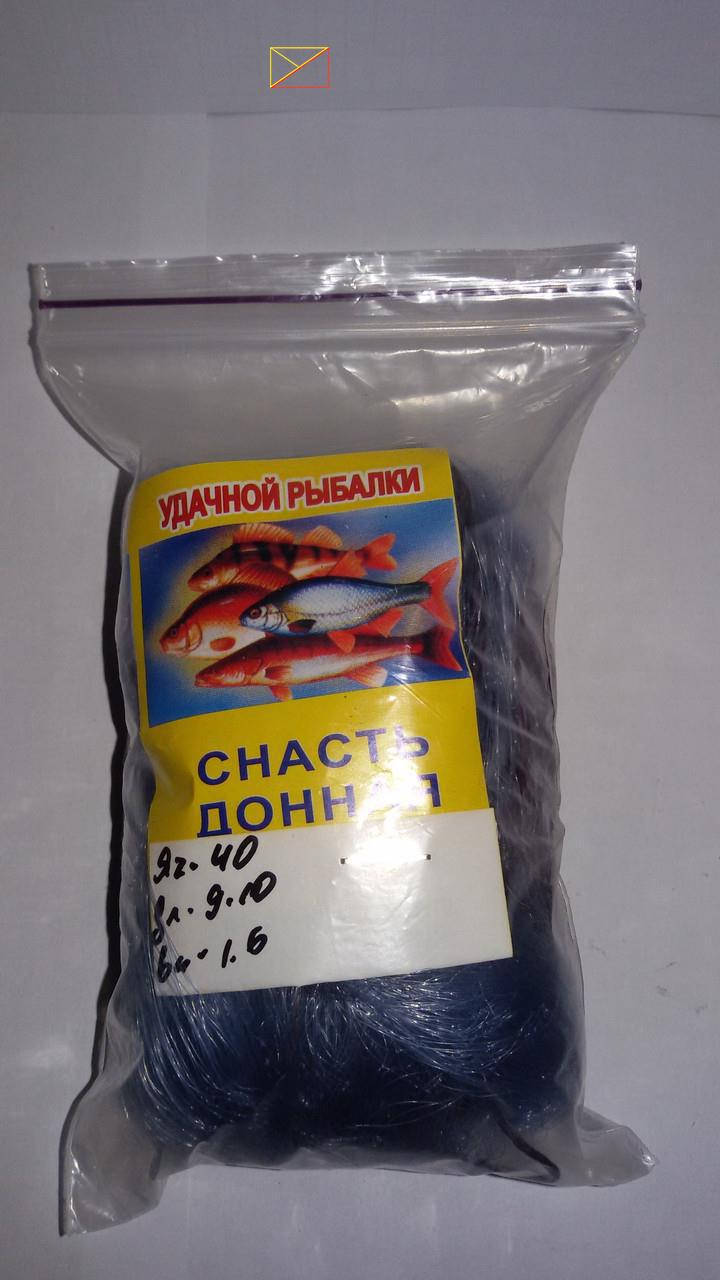 УДАЧНОЙ РЫБАЛКИ
СНАСТЬ
ДОННАЯ
Яч. 40
дл. 9.10
вы- 1.6